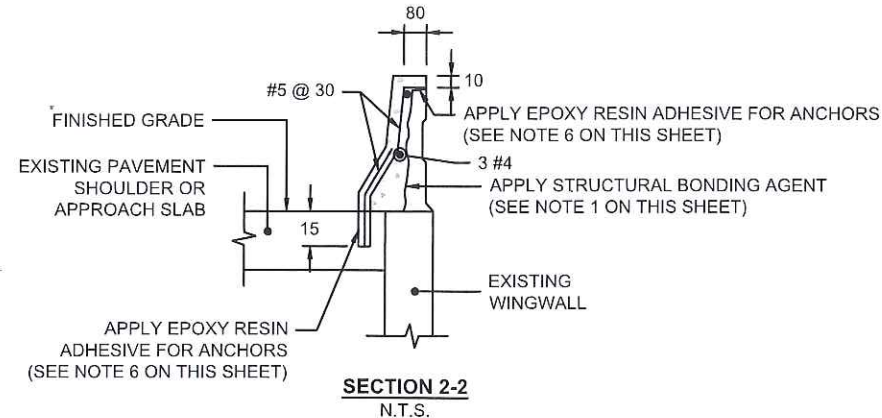 80
10
#5 @ 30
APPLY EPOXY RESIN ADHESIVE FOR ANCHORS
(SEE NOTE 6 ON THIS SHEET)
FINISHED GRADE
3 #4
EXISTING PAVEMENT
SHOULDER OR
APPROACH SLAB
APPLY STRUCTURAL BONDING AGENT
(SEE NOTE 1 ON THIS SHEET)
15
EXISTING
WINGWALL
APPLY EPOXY RESIN
ADHESIVE FOR ANCHORS
(SEE NOTE 6 ON THIS SHEET)
SECTION 2-2
N.T.S.